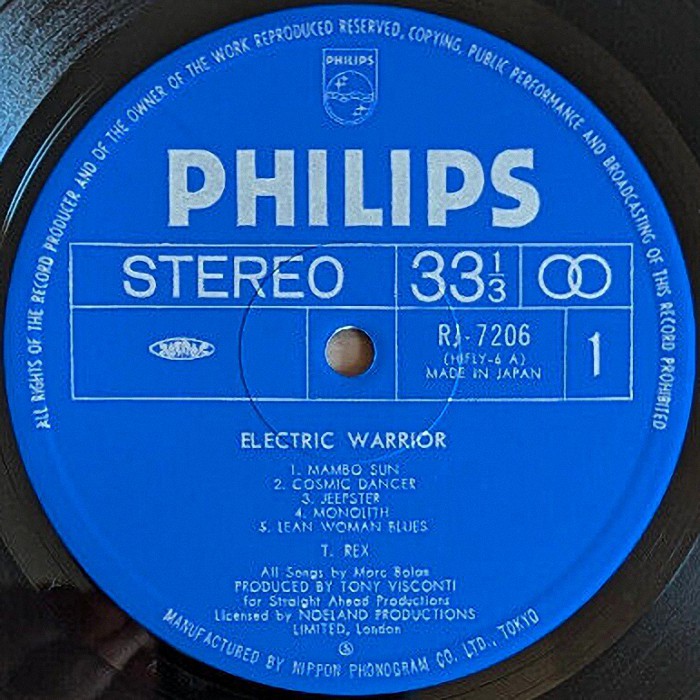 ALL RIGHTS OF THE RECORD PRODUCER AND OF THE OWNER OF THE WORK REPRODUCED RESERVED, COPYING, PUBLIC PERFORMANCE AND BROADCASTING OF THIS RECORD PROHIBITED
PHILIPS
PHILIPS
STEREO 33 1/3
RJ-7206
(HIFLY-6 A)
MADE IN JAPAN
1
ELECTRIC WARRIOR
1. MAMBO SUN
2. COSMIC DANCER
3. JEEPSTER
4. MONOLITH
5. LEAN WOMAN BLUES
T. REX
All Songs by Marc Bolan
PRODUCED BY TONY VISCONTI
for Straight Ahead Productions
Licensed by NOELAND PRODUCTIONS
LIMITED, London
MANUFACTURED BY NIPPON PHONOGRAM CO. LTD., TOKYO